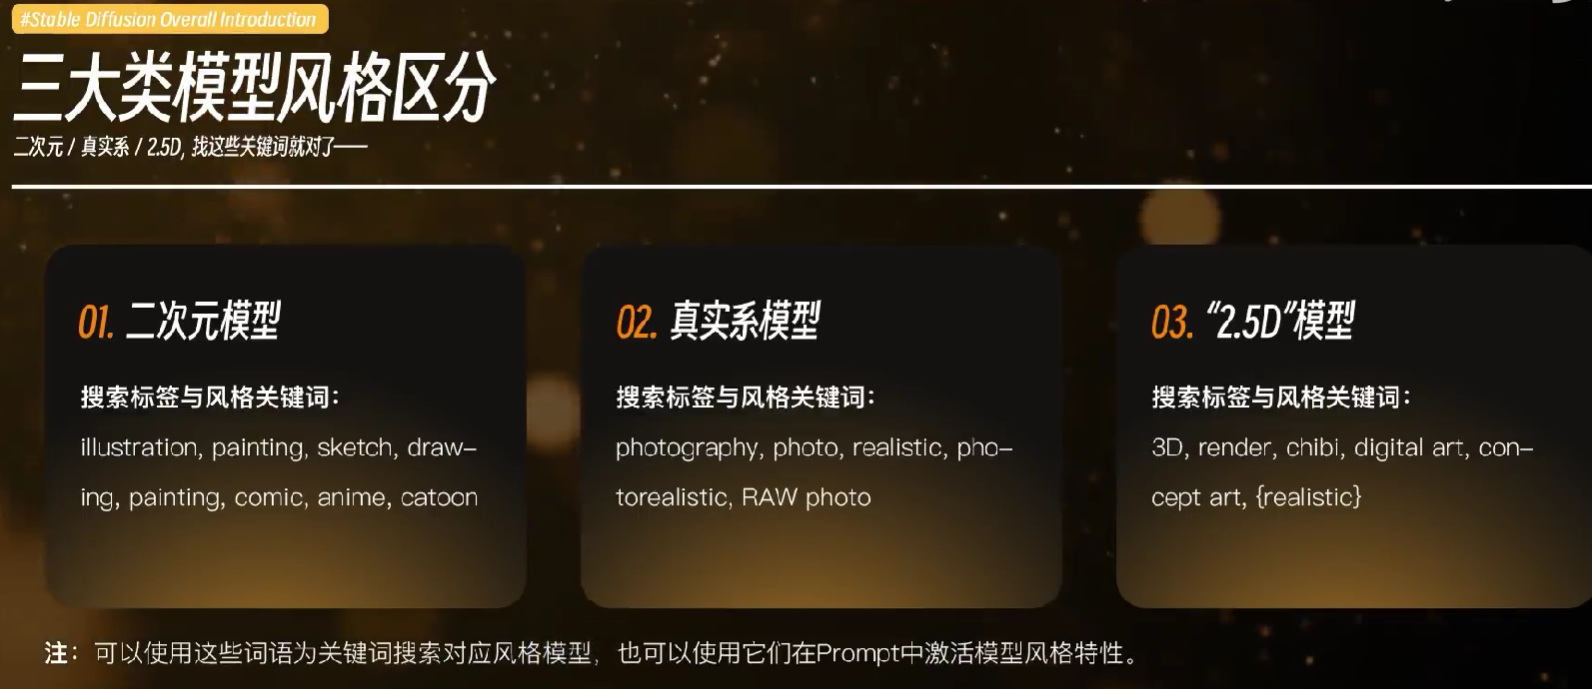 #Stable Diffusion Overall Introduction
三大类模型风格区分
二次元 / 真实系 / 2.5D, 找这些关键词就对了——
01. 二次元模型
搜索标签与风格关键词：
illustration, painting, sketch, draw–
ing, painting, comic, anime, catoon
02. 真实系模型
搜索标签与风格关键词：
photography, photo, realistic, pho–
torealistic, RAW photo
03. “2.5D”模型
搜索标签与风格关键词：
3D, render, chibi, digital art, con–
cept art, {realistic}
注：可以使用这些词语为关键词搜索对应风格模型，也可以使用它们在Prompt中激活模型风格特性。